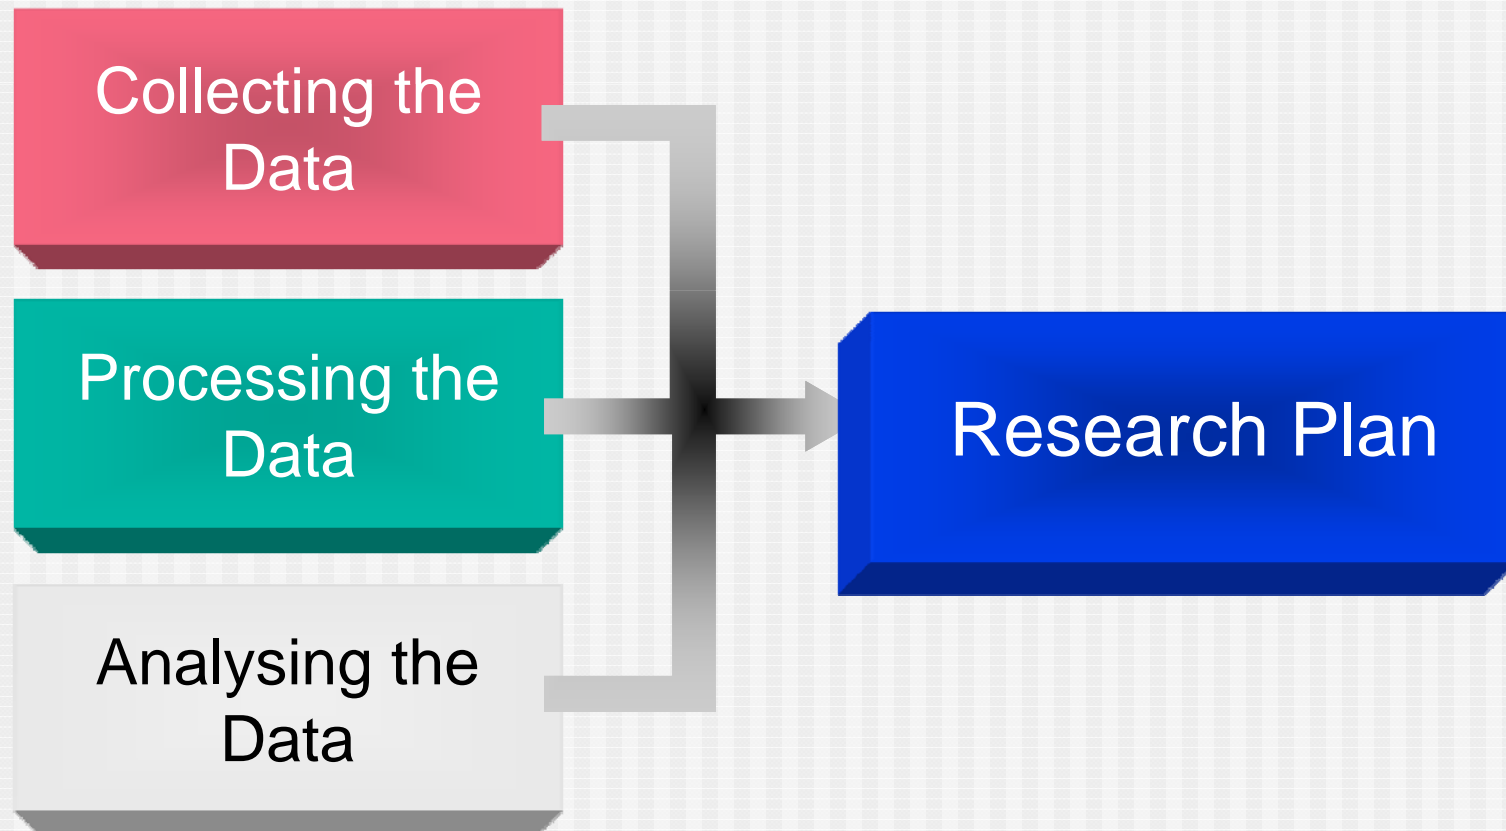 Collecting the
Data
Processing the
Data
Analysing the
Data
Research Plan